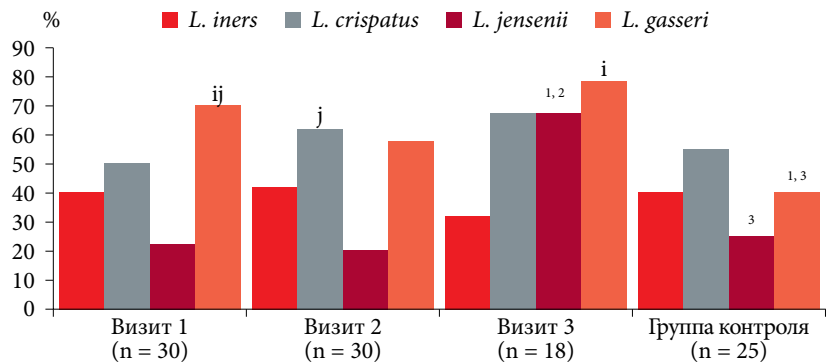 %
L. iners L. crispatus L. jensenii L. gasseri
90
80
70
60
50
40
30
20
10
0
ij
j
1, 2
i
3
1, 3
Визит 1
(n = 30)
Визит 2
(n = 30)
Визит 3
(n = 18)
Группа контроля
(n = 25)